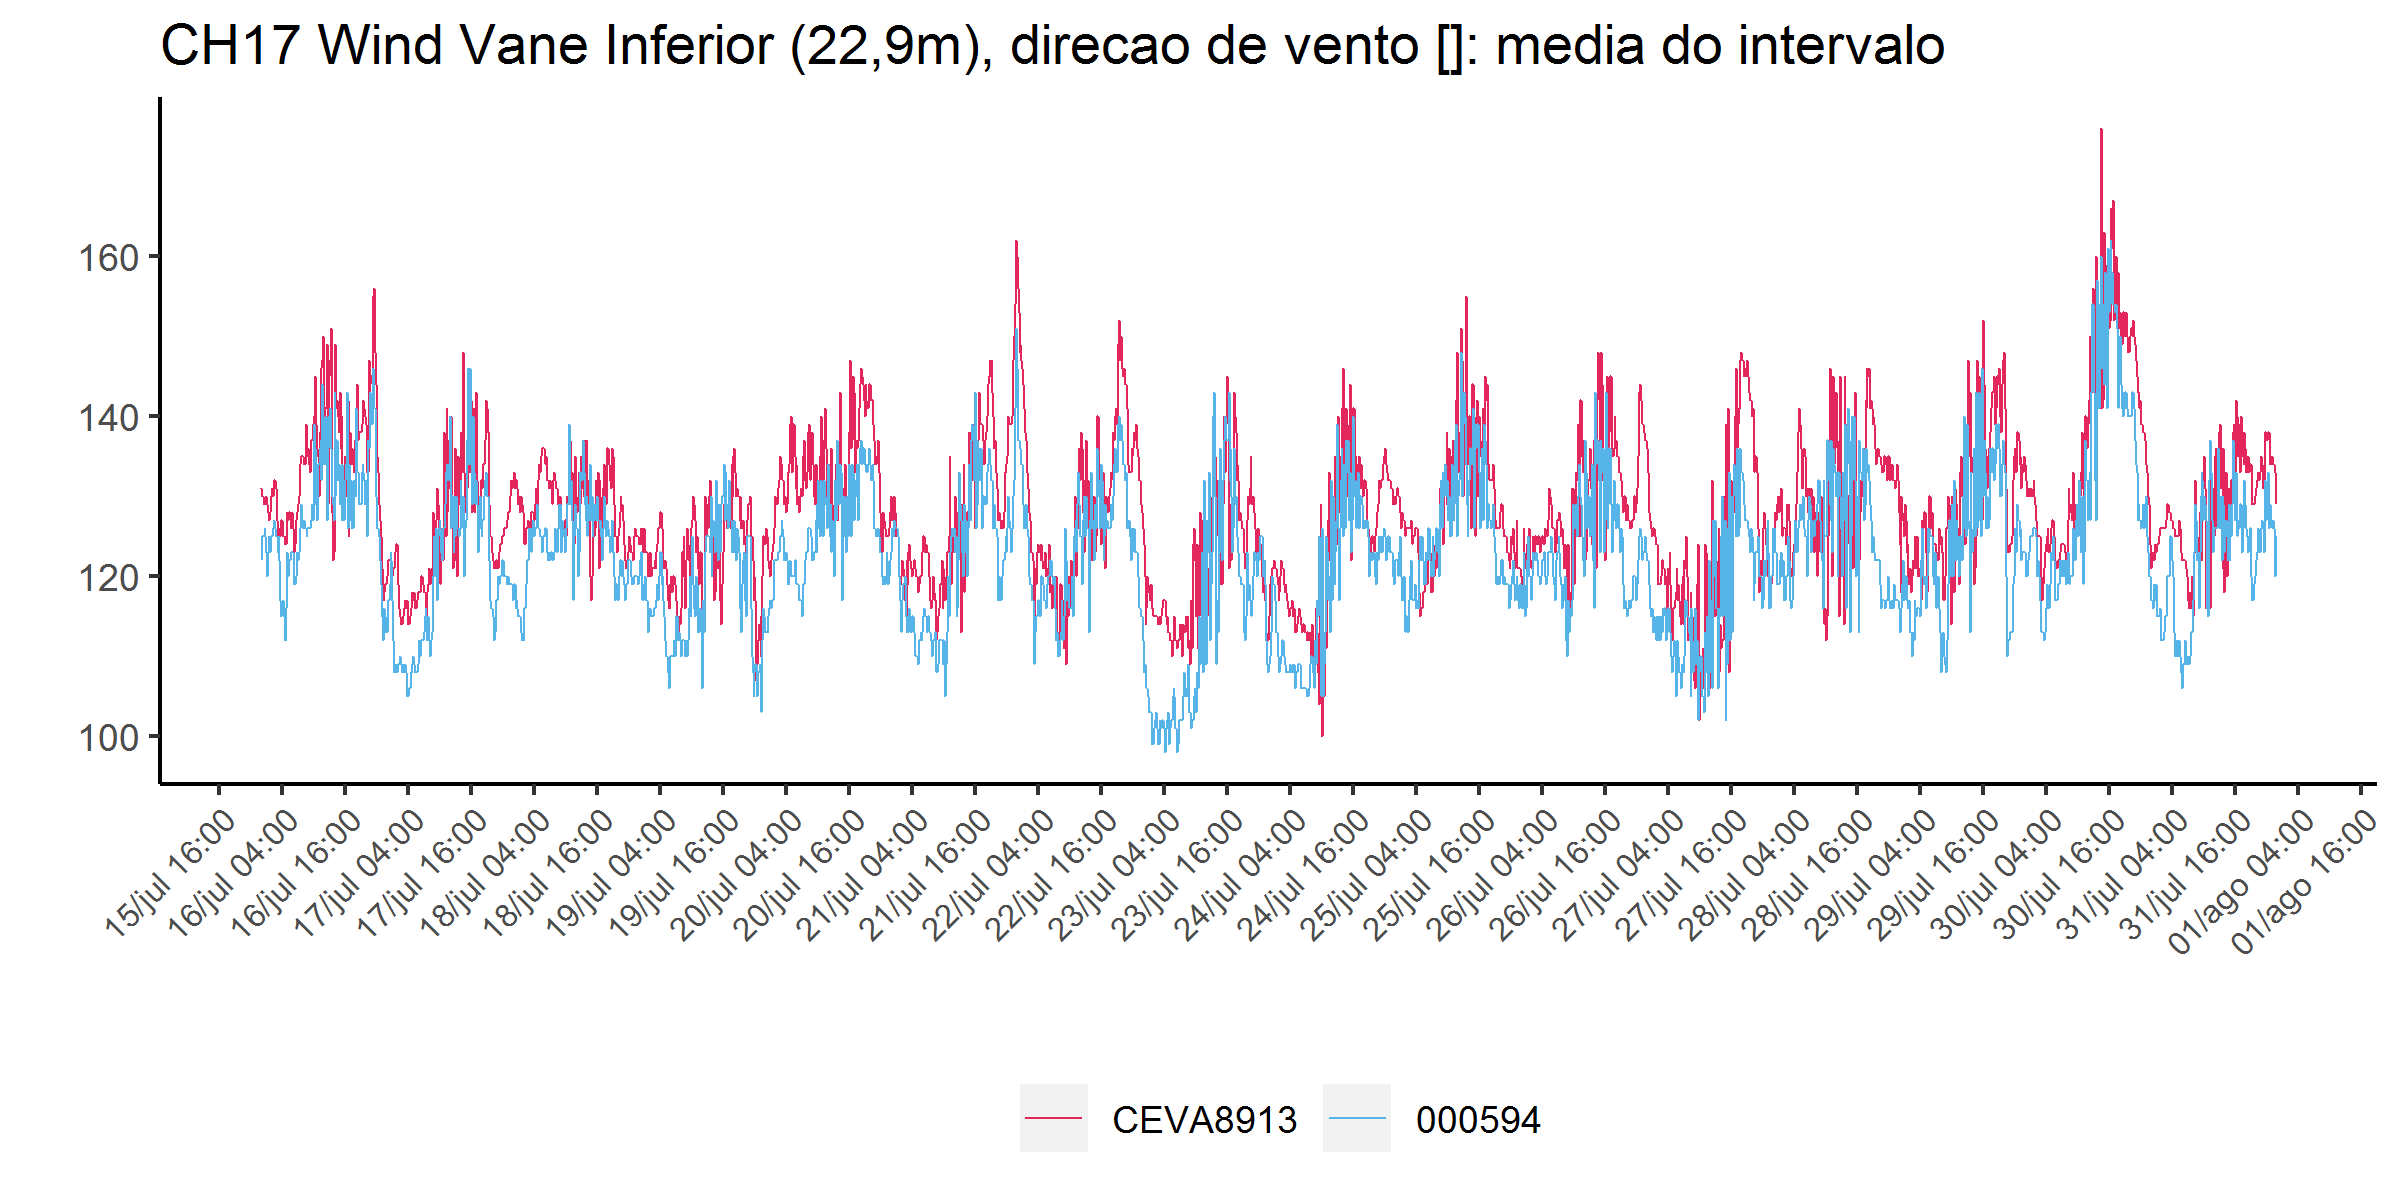 CH17 Wind Vane Inferior (22,9m), direcao de vento []: media do intervalo
160
140
120
100
15/jul 16:00
16/jul 04:00
16/jul 16:00
17/jul 04:00
17/jul 16:00
18/jul 04:00
18/jul 16:00
19/jul 04:00
19/jul 16:00
20/jul 04:00
20/jul 16:00
21/jul 04:00
21/jul 16:00
22/jul 04:00
22/jul 16:00
23/jul 04:00
23/jul 16:00
24/jul 04:00
24/jul 16:00
25/jul 04:00
25/jul 16:00
26/jul 04:00
26/jul 16:00
27/jul 04:00
27/jul 16:00
28/jul 04:00
28/jul 16:00
29/jul 04:00
29/jul 16:00
30/jul 04:00
30/jul 16:00
31/jul 04:00
31/jul 16:00
01/ago 04:00
01/ago 16:00
CEVA8913
000594